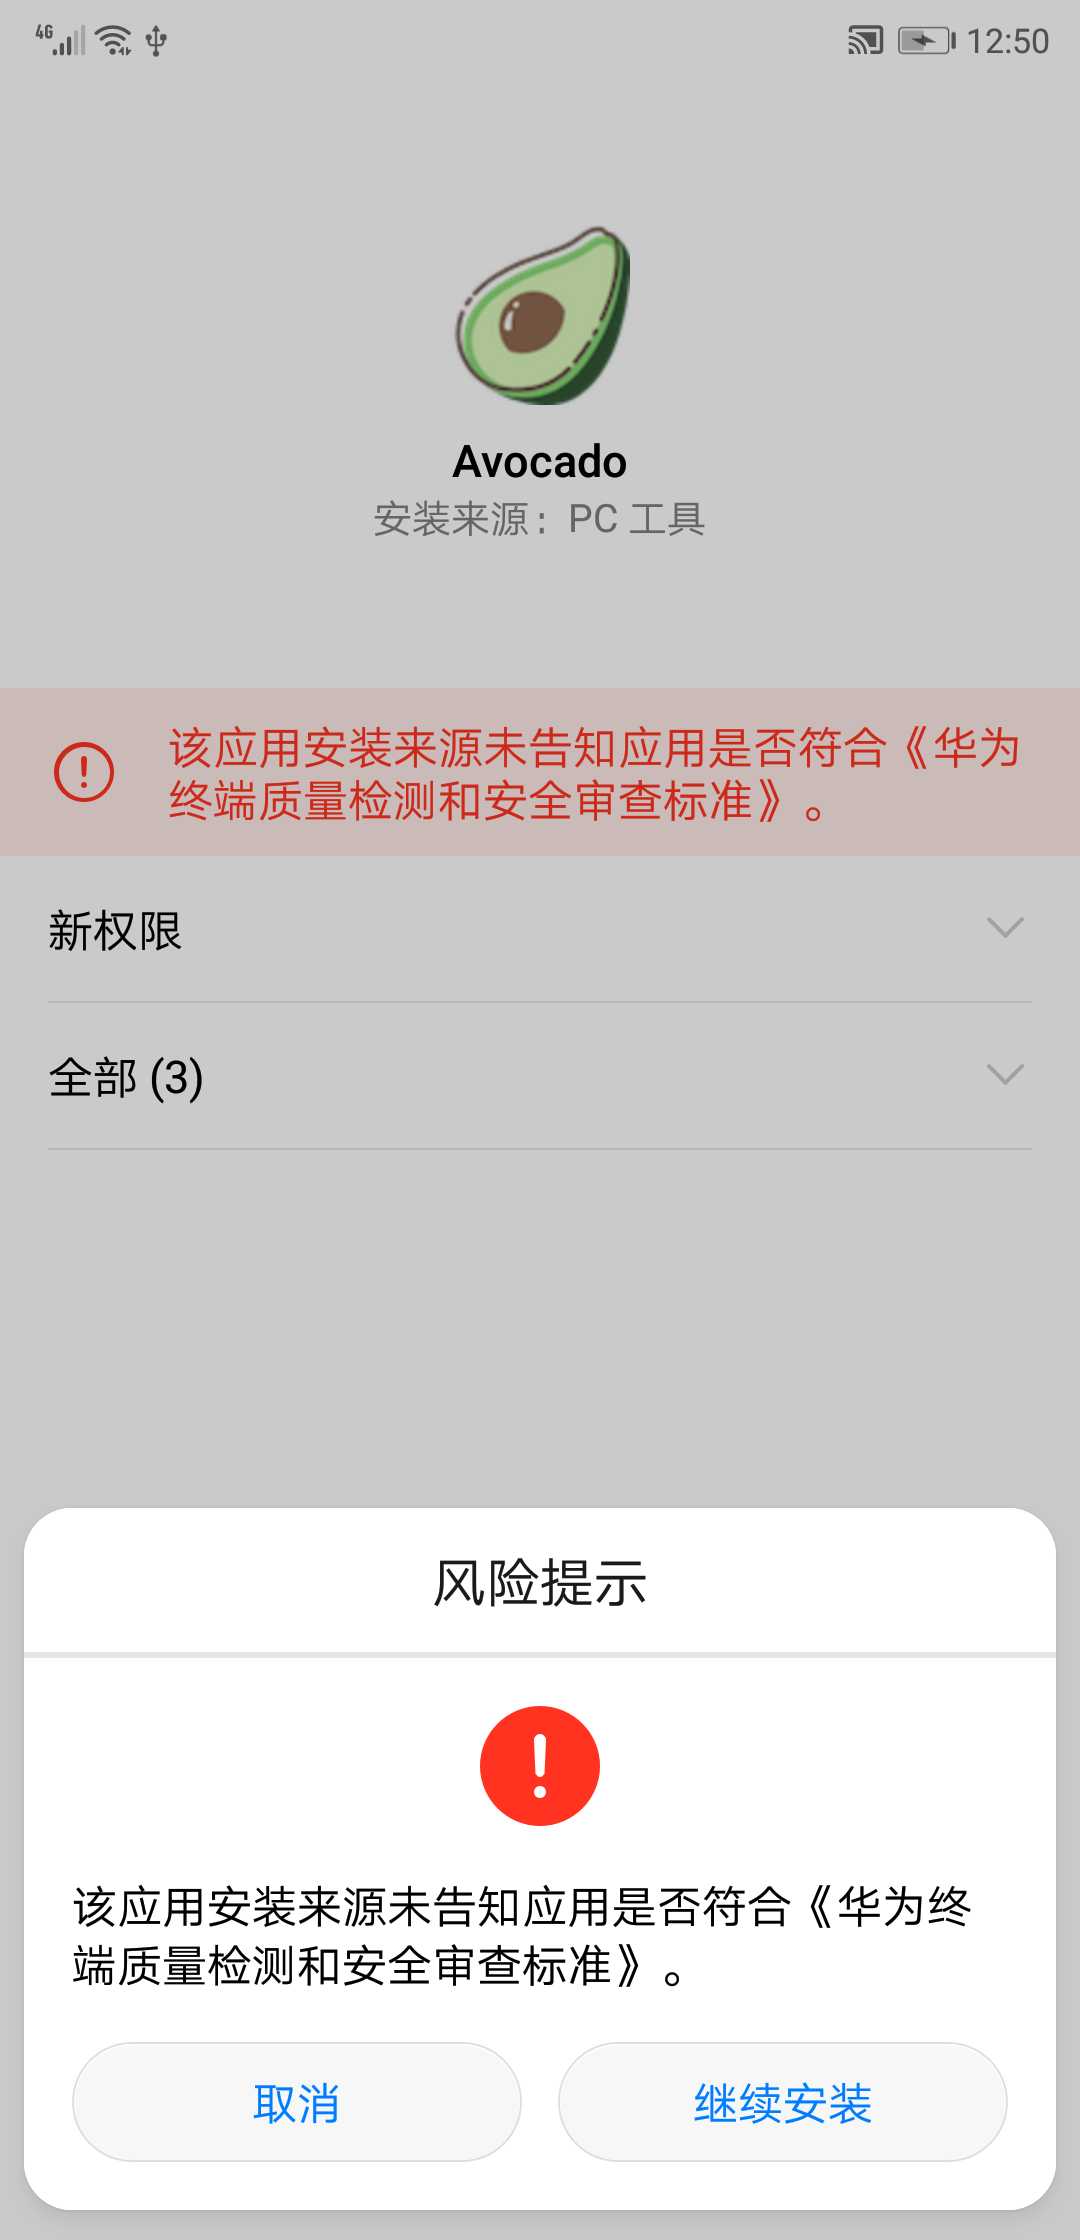 4G
12:50
Avocado
安装来源：PC 工具
该应用安装来源未告知应用是否符合《华为
终端质量检测和安全审查标准》。
新权限
全部 (3)
风险提示
该应用安装来源未告知应用是否符合《华为终
端质量检测和安全审查标准》。
取消
继续安装